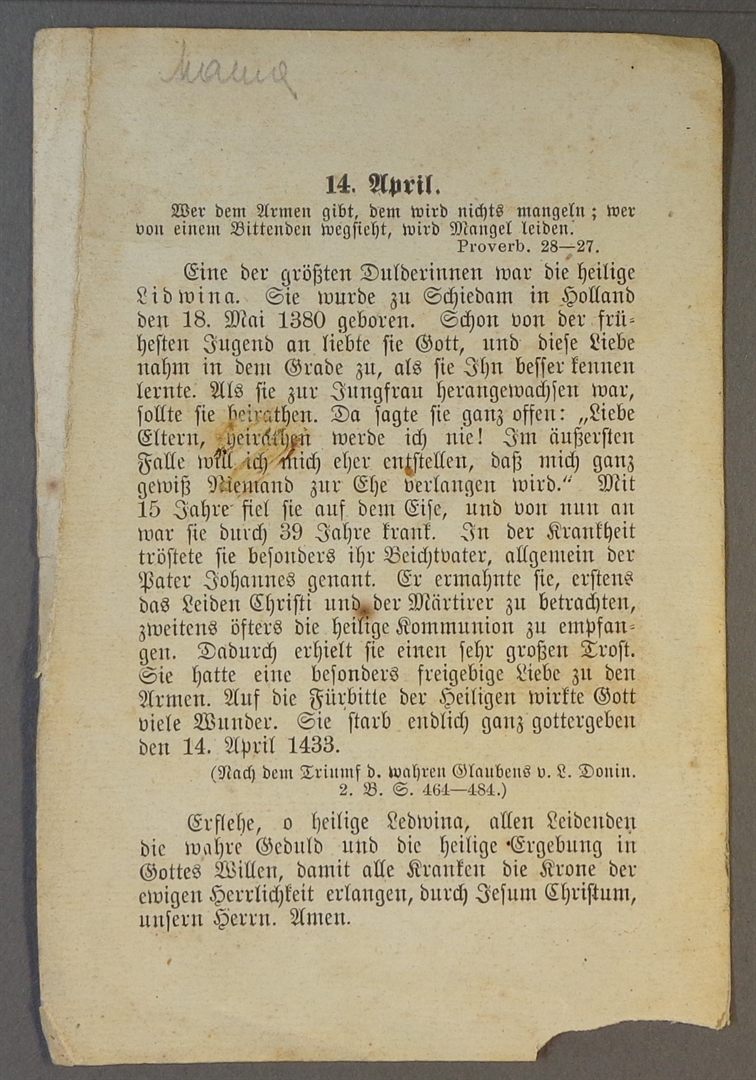 Mama
14. April.
Wer dem Armen gibt, dem wird nichts mangeln; wer
von einem Bittenden wegsieht, wird Mangel leiden.
Proverb. 28—27.
Eine der größten Dulderinnen war die heilige
Lidwina. Sie wurde zu Schiedam in Holland
den 18. Mai 1380 geboren. Schon von der frü-
hesten Jugend an liebte sie Gott, und diese Liebe
nahm in dem Grade zu, als sie Ihn besser kennen
lernte. Als sie zur Jungfrau herangewachsen war,
sollte sie heirathen. Da sagte sie ganz offen: „Liebe
Eltern, heirathen werde ich nie! Im äußersten
Falle will ich mich eher entstellen, daß mich ganz
gewiß Niemand zur Ehe verlangen wird.“ Mit
15 Jahre fiel sie auf dem Eise, und von nun an
war sie durch 39 Jahre krank. In der Krankheit
tröstete sie besonders ihr Beichtvater, allgemein der
Pater Johannes genant. Er ermahnte sie, erstens
das Leiden Christi und der Märtirer zu betrachten,
zweitens öfters die heilige Kommunion zu empfan-
gen. Dadurch erhielt sie einen sehr großen Trost.
Sie hatte eine besonders freigebige Liebe zu den
Armen. Auf die Fürbitte der Heiligen wirkte Gott
viele Wunder. Sie starb endlich ganz gottergeben
den 14. April 1433.
(Nach dem Triumf d. wahren Glaubens v. L. Donin.
2. B. S. 464—484.)
Erflehe, o heilige Ledwina, allen Leidenden
die wahre Geduld und die heilige Ergebung in
Gottes Willen, damit alle Kranken die Krone der
ewigen Herrlichkeit erlangen, durch Jesum Christum,
unsern Herrn. Amen.